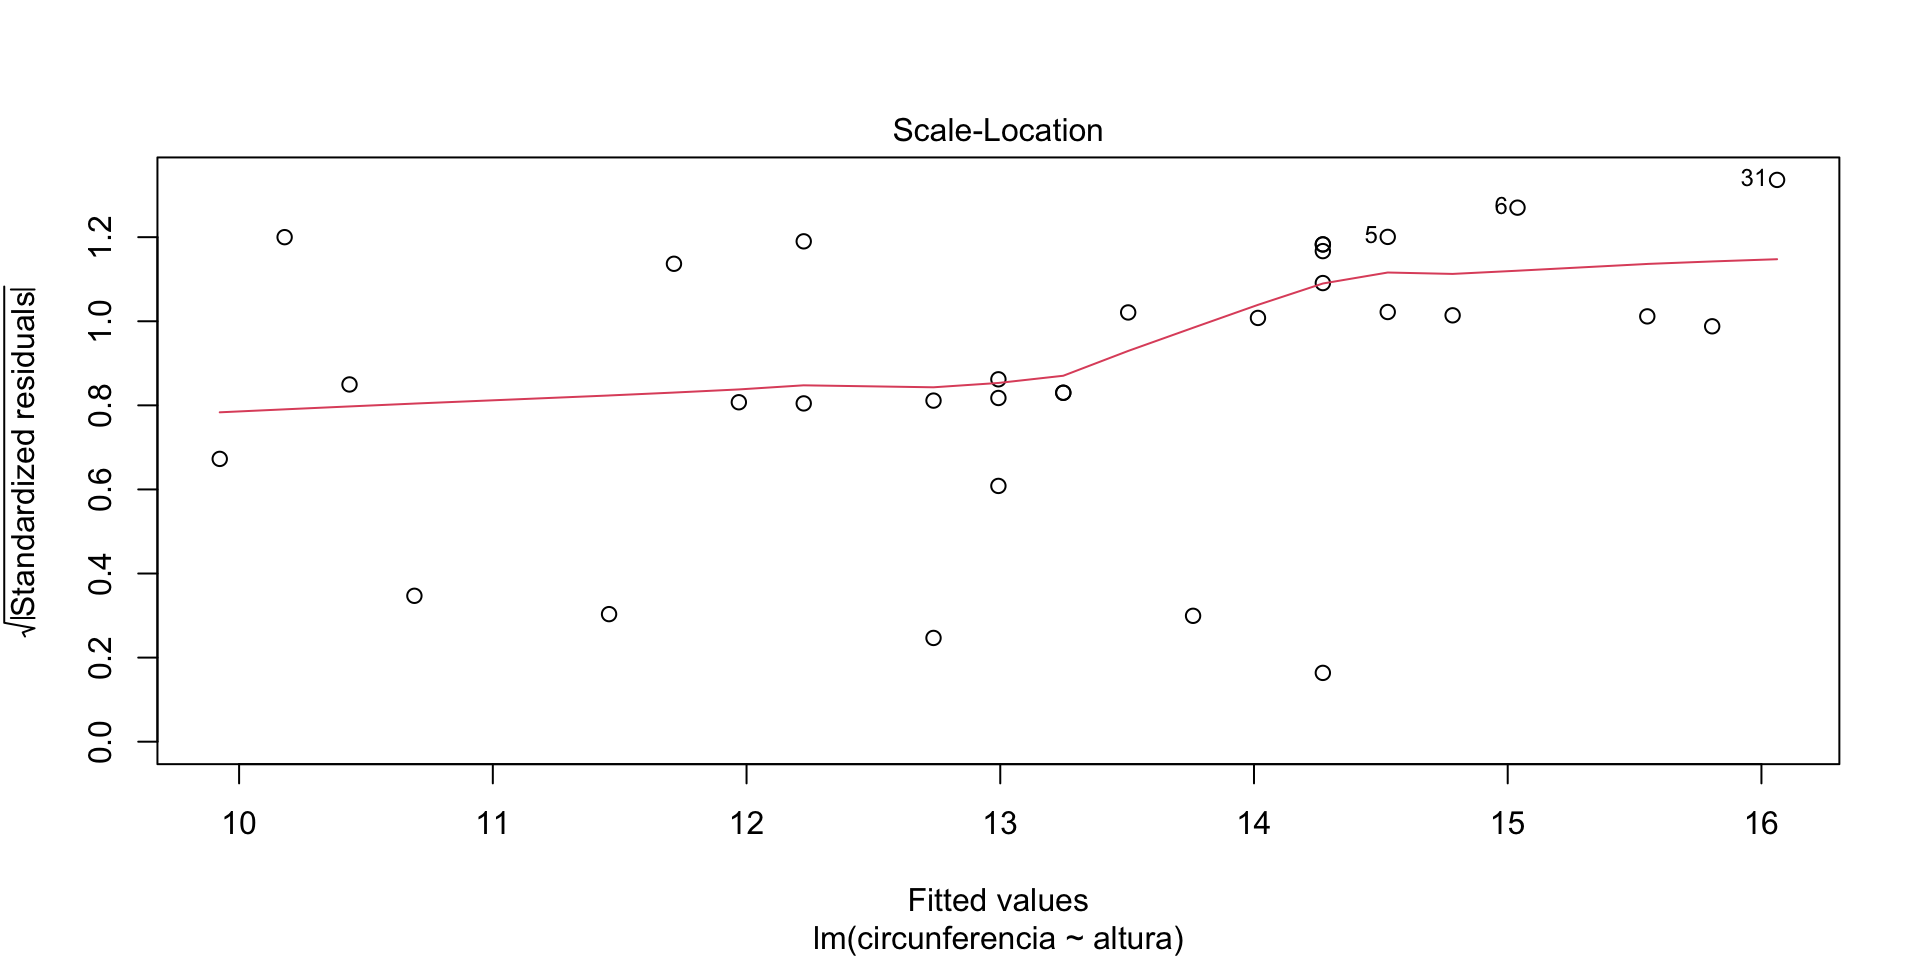 Scale-Location
√|Standardized residuals|
1.2
1.0
0.8
0.6
0.4
0.2
0.0
31
6
5
10 11 12 13 14 15 16
Fitted values
lm(circunferencia ~ altura)